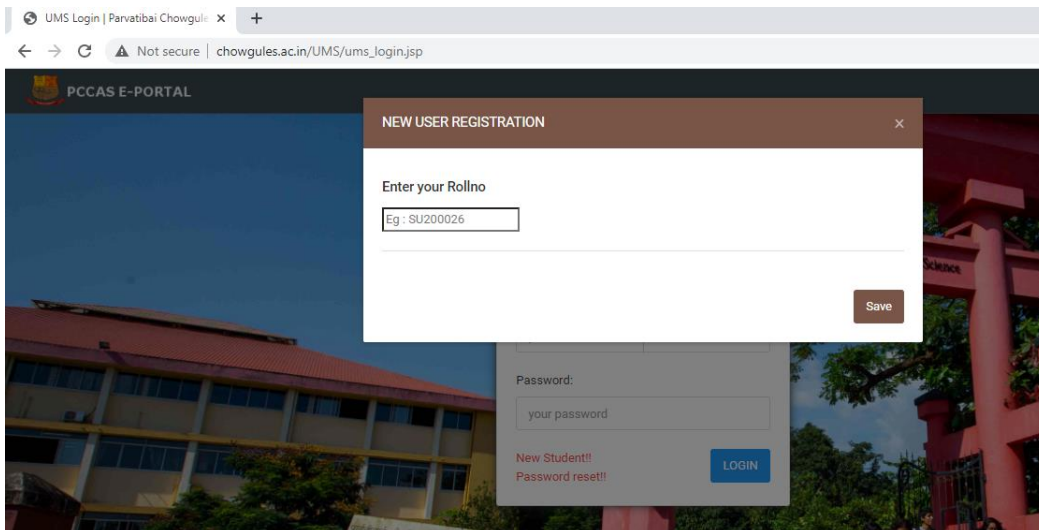 UMS Login | Parvatibai Chowgule
Not secure | chowgules.ac.in/UMS/ums_login.jsp
PCCAS E-PORTAL
NEW USER REGISTRATION
Enter your Rollno
Eg : SU200026
Science
Save
Password:
your password
New Student!!
LOGIN
Password reset!!